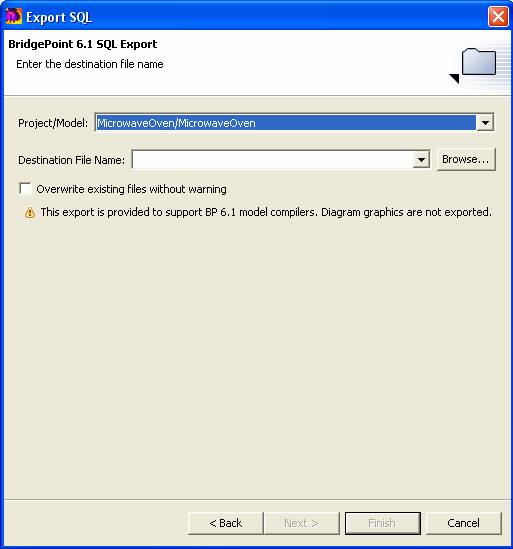 Export SQL
BridgePoint 6.1 SQL Export
Enter the destination file name
Project/Model: MicrowaveOven/MicrowaveOven
Destination File Name: Browse...
Overwrite existing files without warning
This export is provided to support BP 6.1 model compilers. Diagram graphics are not exported.
< Back Next > Finish Cancel